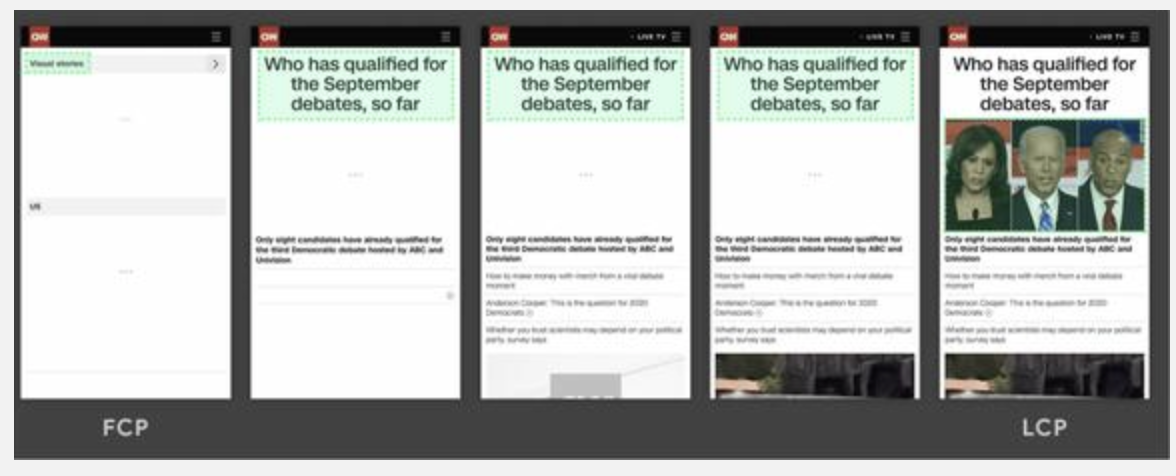 CNN
Visual stories
US
FCP
CNN
Who has qualified for
the September
debates, so far
Only eight candidates have already qualified for
the third Democratic debate hosted by ABC and
Univision
CNN
LIVE TV
Who has qualified for
the September
debates, so far
Only eight candidates have already qualified for
the third Democratic debate hosted by ABC and
Univision
How to make money with merch from a viral debate
moment
Anderson Cooper: This is the question for 2020
Democrats
Whether you trust scientists may depend on your political
party, survey says
CNN
LIVE TV
Who has qualified for
the September
debates, so far
Only eight candidates have already qualified for
the third Democratic debate hosted by ABC and
Univision
How to make money with merch from a viral debate
moment
Anderson Cooper: This is the question for 2020
Democrats
Whether you trust scientists may depend on your political
party, survey says
CNN
LIVE TV
Who has qualified for
the September
debates, so far
Only eight candidates have already qualified for
the third Democratic debate hosted by ABC and
Univision
How to make money with merch from a viral debate
moment
Anderson Cooper: This is the question for 2020
Democrats
Whether you trust scientists may depend on your political
party, survey says
LCP